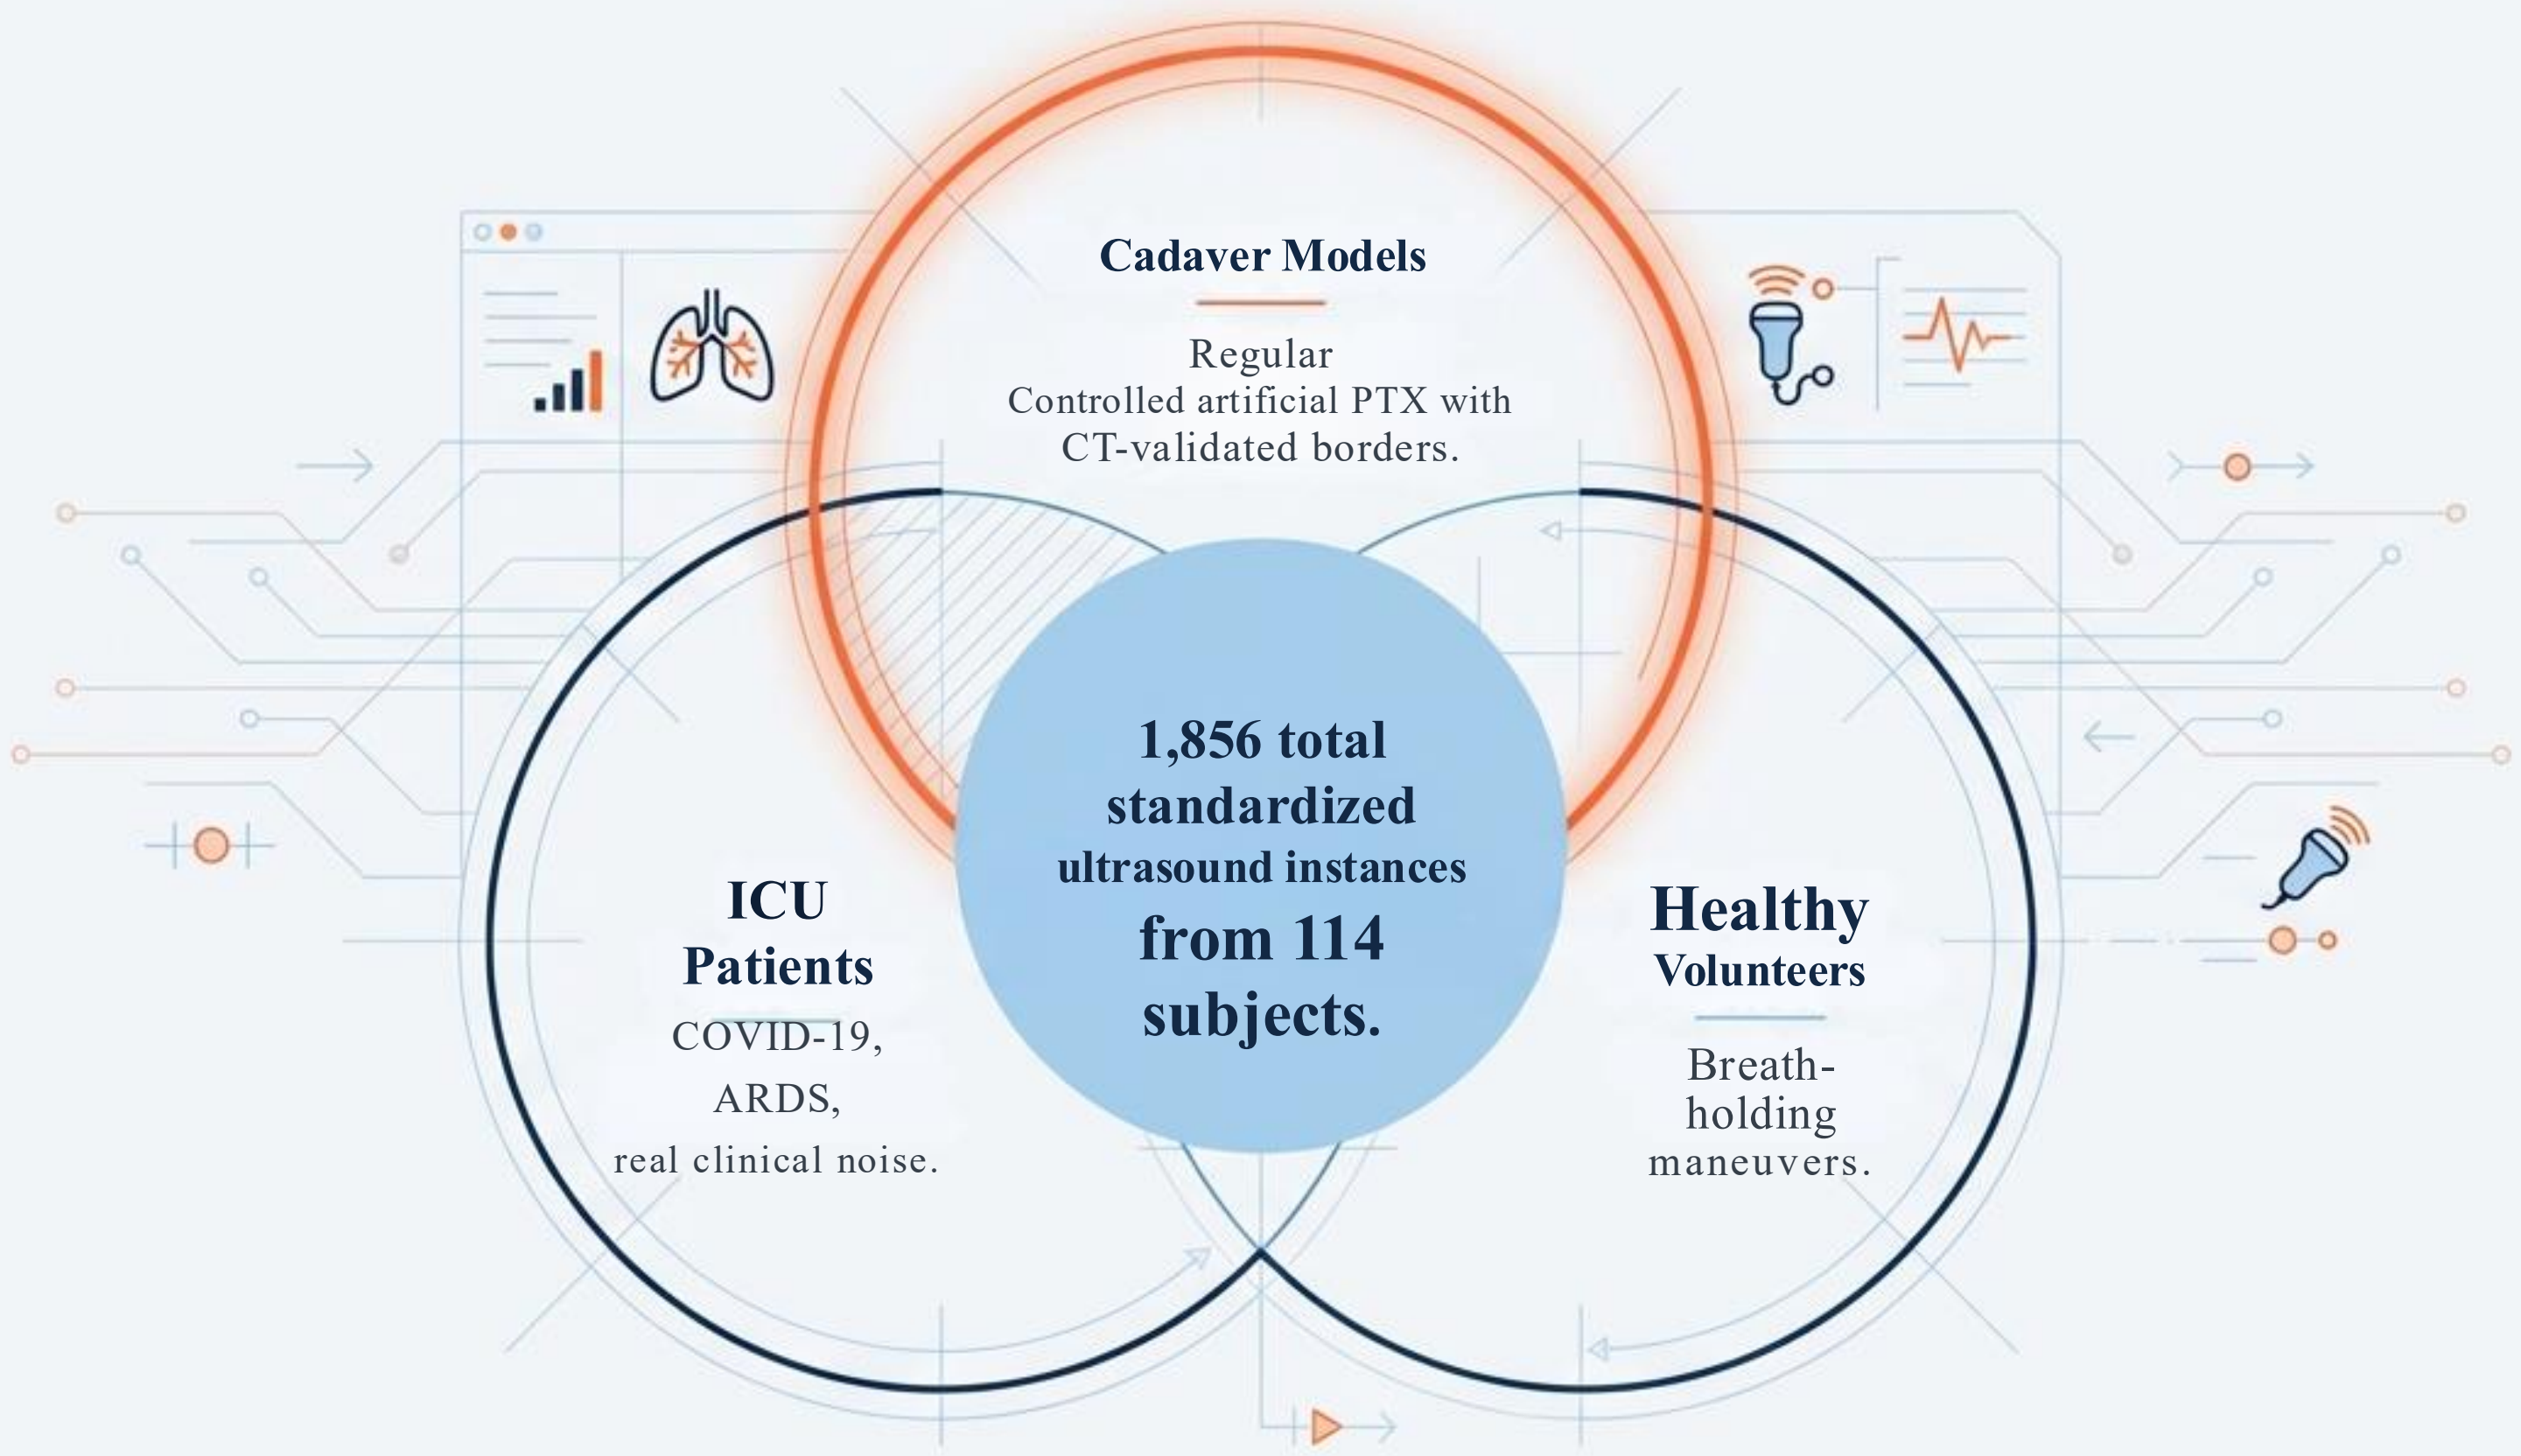 Cadaver Models
Regular
Controlled artificial PTX with
CT-validated borders.
1,856 total
standardized
ultrasound instances
from 114
subjects.
ICU
Patients
COVID-19,
ARDS,
real clinical noise.
Healthy
Volunteers
Breath-
holding
maneuvers.